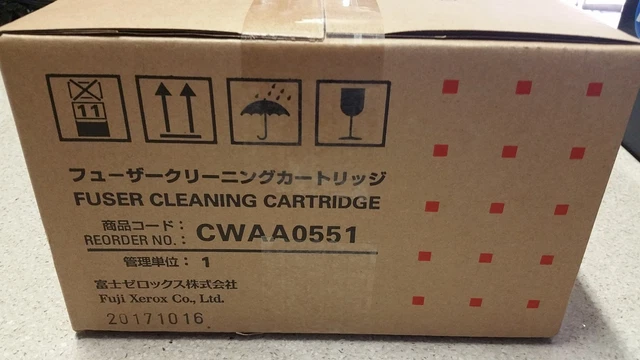 11
フューザークリーニングカートリッジ
FUSER CLEANING CARTRIDGE
商品コード：
REORDER NO.： CWAA0551
管理単位： 1
富士ゼロックス株式会社
Fuji Xerox Co., Ltd.
20171016.